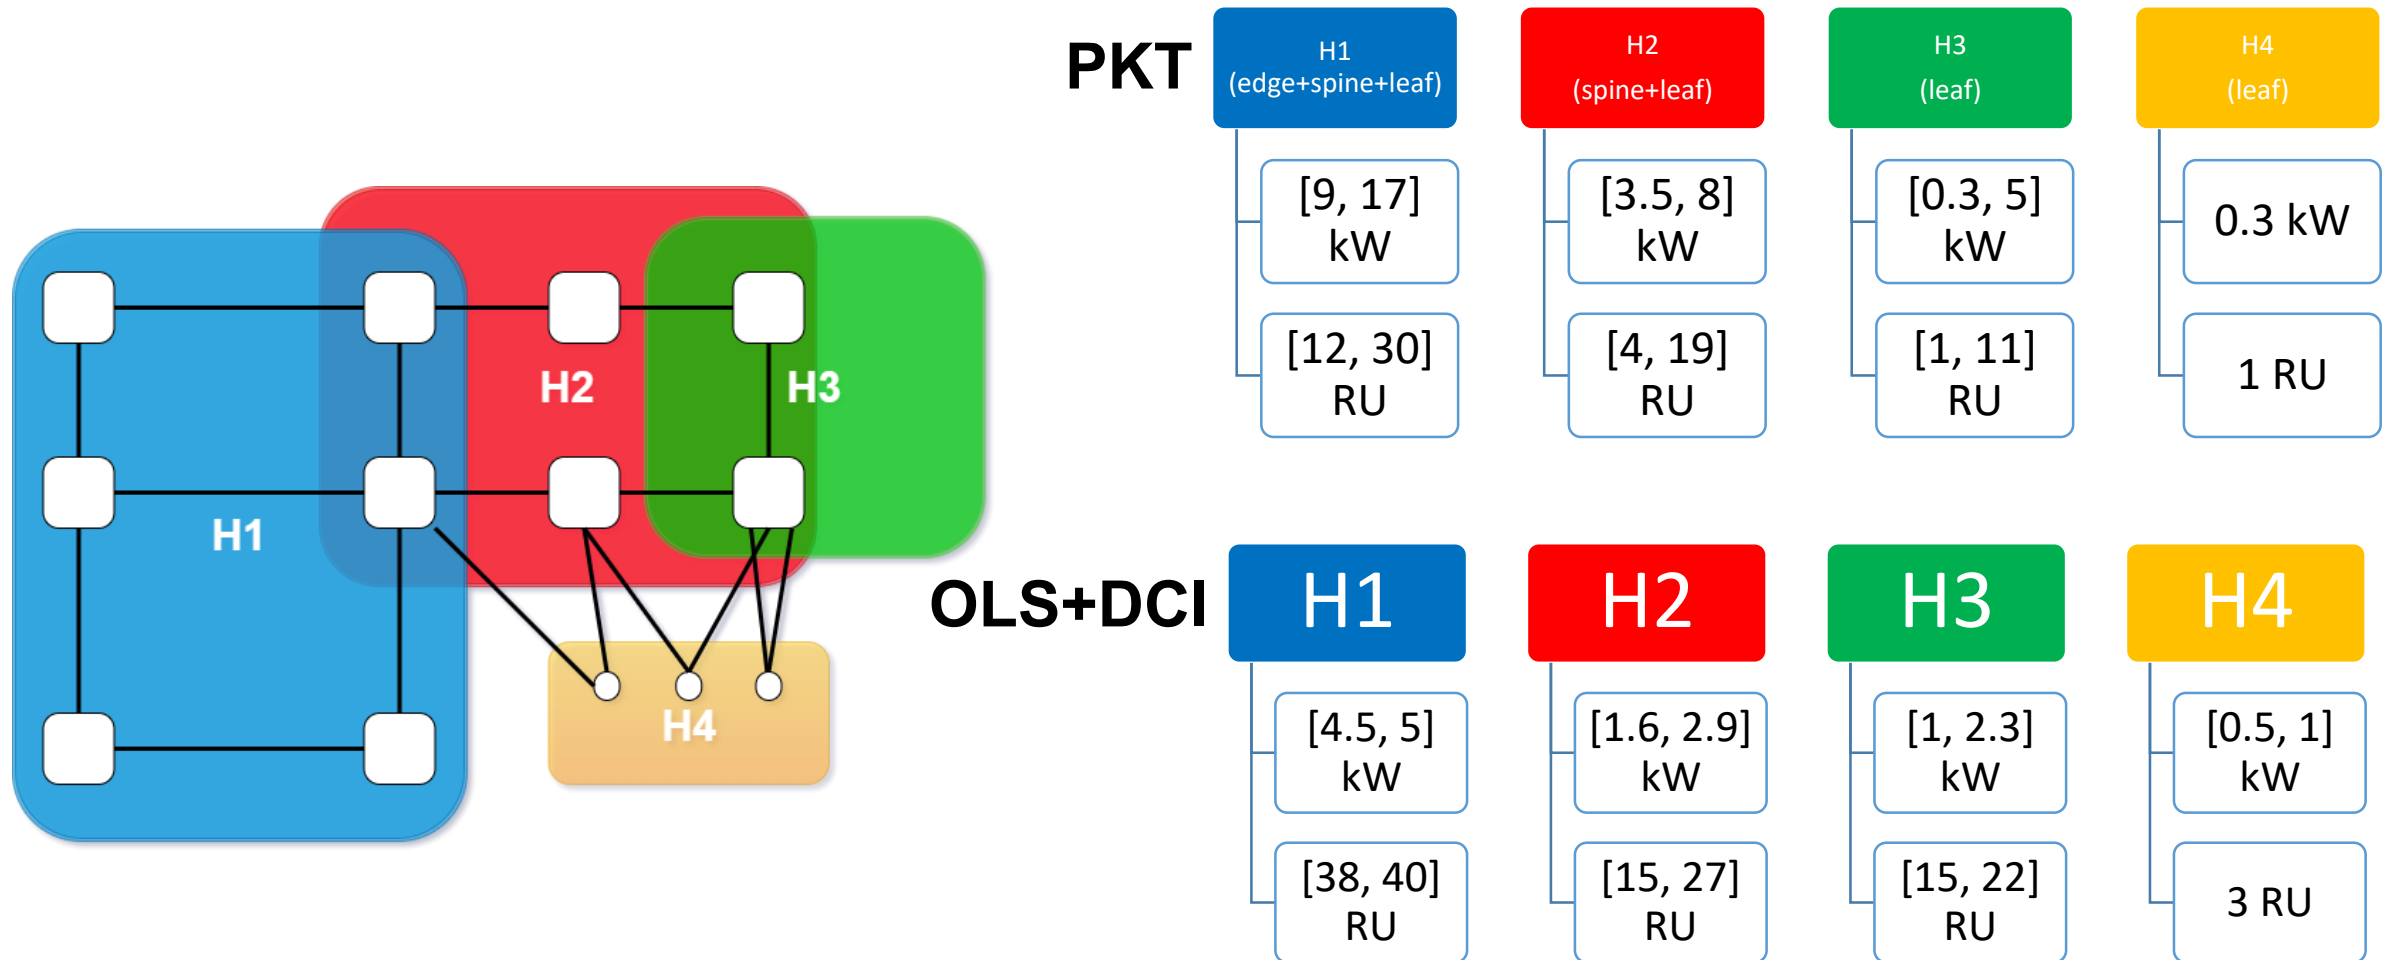 PKT
H1
(edge+spine+leaf)
[9, 17]
kW
[12, 30]
RU
H2
(spine+leaf)
[3.5, 8]
kW
[4, 19]
RU
H3
(leaf)
[0.3, 5]
kW
[1, 11]
RU
H4
(leaf)
0.3 kW
1 RU
H1
H2
H3
H4
OLS+DCI
H1
[4.5, 5]
kW
[38, 40]
RU
H2
[1.6, 2.9]
kW
[15, 27]
RU
H3
[1, 2.3]
kW
[15, 22]
RU
H4
[0.5, 1]
kW
3 RU